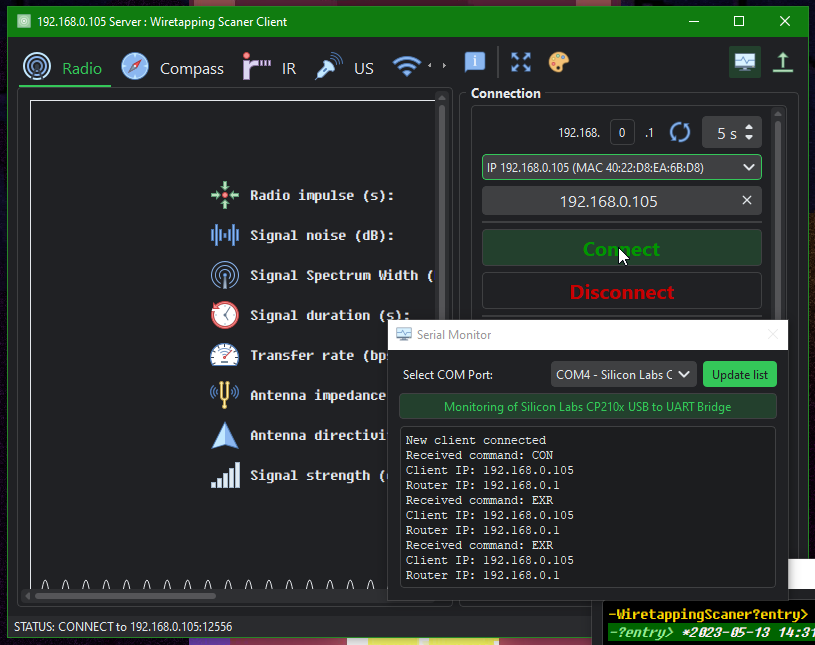 192.168.0.105 Server : Wiretapping Scaner Client
Radio
Compass
IR
US
Connection
192.168. 0 .1
5 s
IP 192.168.0.105 (MAC 40:22:D8:EA:6B:D8)
192.168.0.105
Connect
Disconnect
Radio impulse (s):
Signal noise (dB):
Signal Spectrum Width (
Signal duration (s):
Transfer rate (bp
Antenna impedance
Antenna directivi
Signal strength (
Serial Monitor
Select COM Port:
COM4 - Silicon Labs C
Update list
Monitoring of Silicon Labs CP210x USB to UART Bridge
New client connected
Received command: CON
Client IP: 192.168.0.105
Router IP: 192.168.0.1
Received command: EXR
Client IP: 192.168.0.105
Router IP: 192.168.0.1
Received command: EXR
Client IP: 192.168.0.105
Router IP: 192.168.0.1
STATUS: CONNECT to 192.168.0.105:12556
~WiretappingScaner?entry>
~?entry> *2023-05-13 14:31